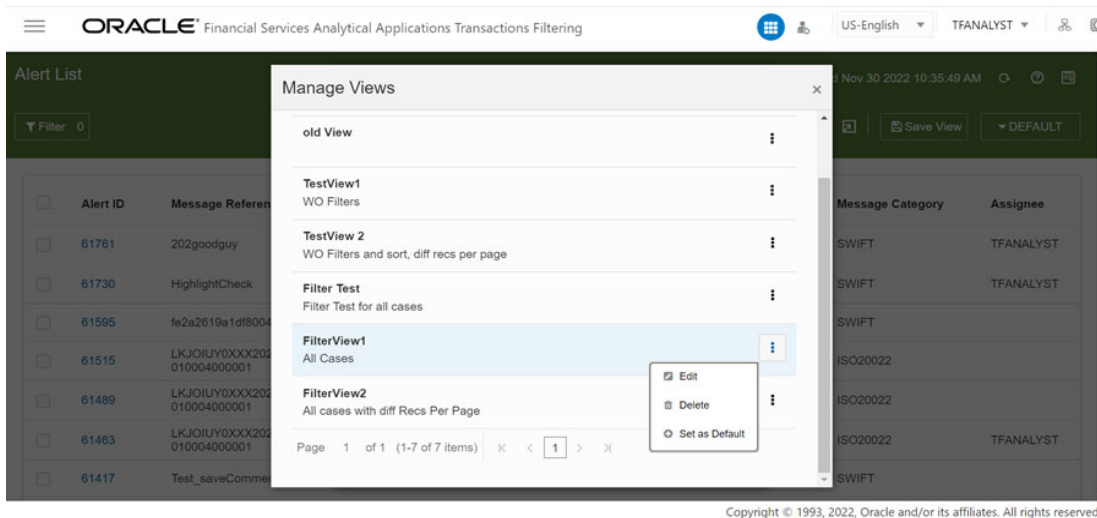 ORACLE Financial Services Analytical Applications Transactions Filtering
US-English
TFANALYST
Alert List
Nov 30 2022 10:35:49 AM
Filter 0
Save View
DEFAULT
Manage Views
×
old View
TestView1
WO Filters
TestView 2
WO Filters and sort, diff recs per page
Filter Test
Filter Test for all cases
FilterView1
All Cases
FilterView2
All cases with diff Recs Per Page
Edit
Delete
Set as Default
Page 1 of 1 (1-7 of 7 items) K < 1 > X
Alert ID Message Referen Message Category Assignee
61761 202goodguy SWIFT TFANALYST
61730 HighlightCheck SWIFT TFANALYST
61595 fe2a2619a1df8004 SWIFT
61515 LKJOIUY0XXX202 ISO20022
010004000001
61489 LKJOIUY0XXX202 ISO20022
010004000001
61463 LKJOIUY0XXX202 ISO20022 TFANALYST
010004000001
61417 Test_saveComme SWIFT
Copyright © 1993, 2022, Oracle and/or its affiliates. All rights reserved